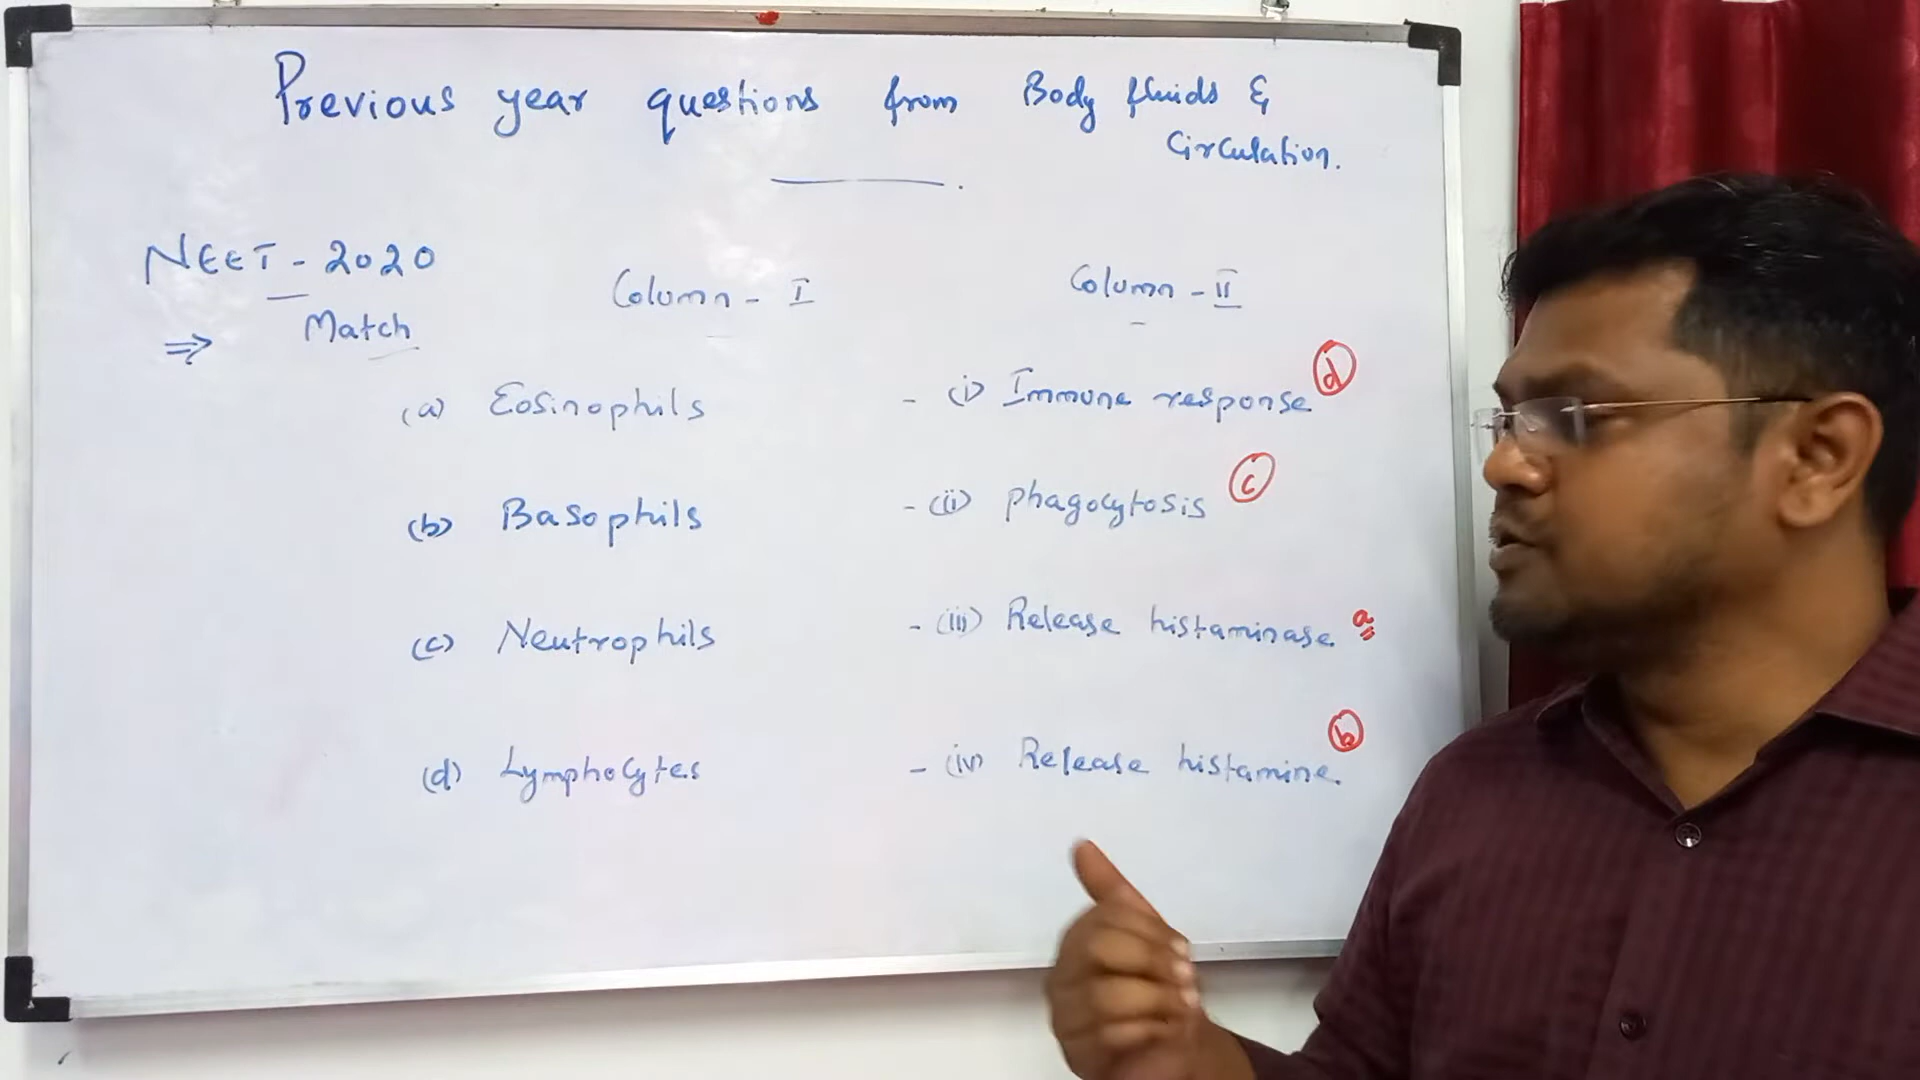 Previous year questions from Body fluids &
Circulation.
NEET - 2020
Match
Column - I
Column - II
⇒
(a) Eosinophils
- (i) Immune response (d)
(b) Basophils
- (ii) phagocytosis (c)
(c) Neutrophils
- (iii) Release histaminase a
(d) Lymphocytes
- (iv) Release histamine. (b)